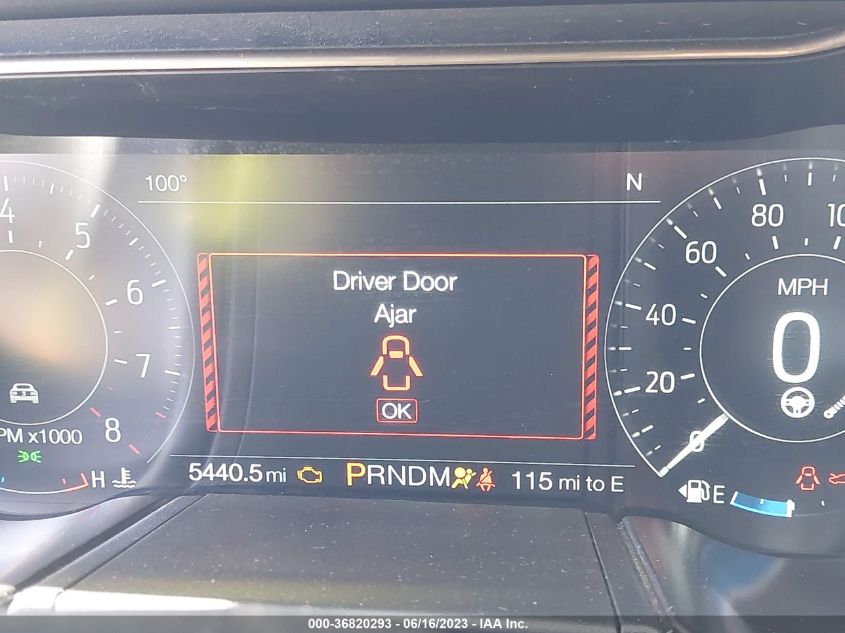 100° N
4 5 6 7 8
PM x1000
H
Driver Door
Ajar
OK
5440.5 mi PRNDM 115 mi to E
0 20 40 60 80 10
MPH
0
E
000-36820293 - 06/16/2023 - IAA Inc.